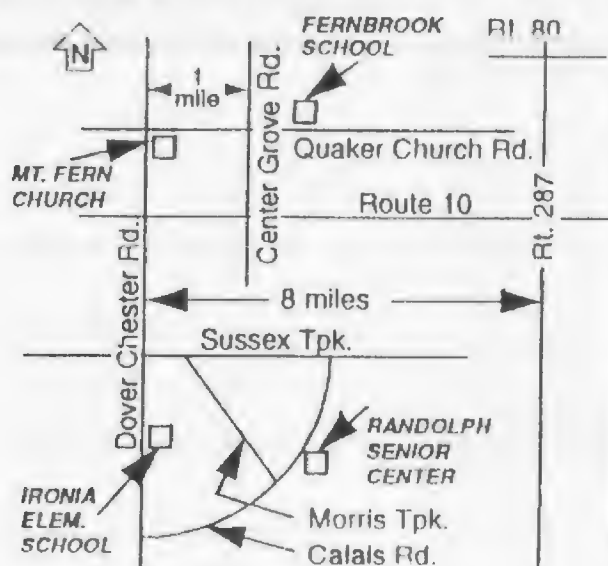 N
1
mile
Center Grove Rd.
FERNBROOK
SCHOOL
Rt. 80
MT. FERN
CHURCH
Quaker Church Rd.
Route 10
Rt. 287
Dover Chester Rd.
8 miles
Sussex Tpk.
RANDOLPH
SENIOR
CENTER
IRONIA
ELEM.
SCHOOL
Morris Tpk.
Calais Rd.